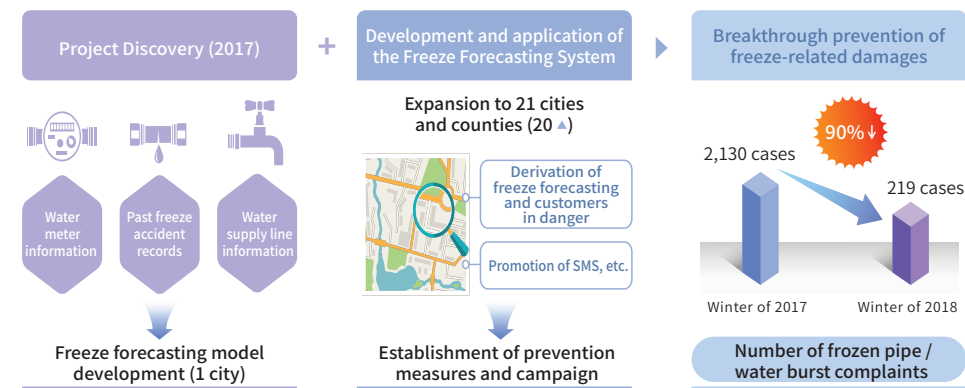 Project Discovery (2017)
+
Development and application of
the Freeze Forecasting System
Breakthrough prevention of
freeze-related damages
Water
meter
information
Past freeze
accident
records
Water
supply line
information
Freeze forecasting model
development (1 city)
Expansion to 21 cities
and counties (20 ▲)
Derivation of
freeze forecasting
and customers
in danger
Promotion of SMS, etc.
Establishment of prevention
measures and campaign
90%↓
2,130 cases
219 cases
Winter of 2017
Winter of 2018
Number of frozen pipe /
water burst complaints